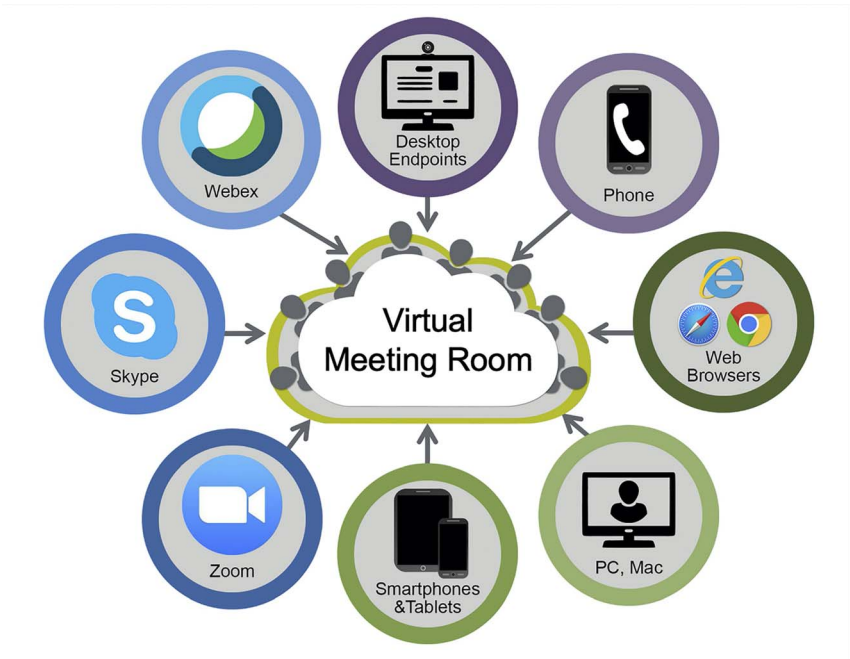 Desktop
Endpoints
Webex
Phone
Virtual
Meeting Room
Skype
Web
Browsers
Zoom
Smartphones
&Tablets
PC, Mac